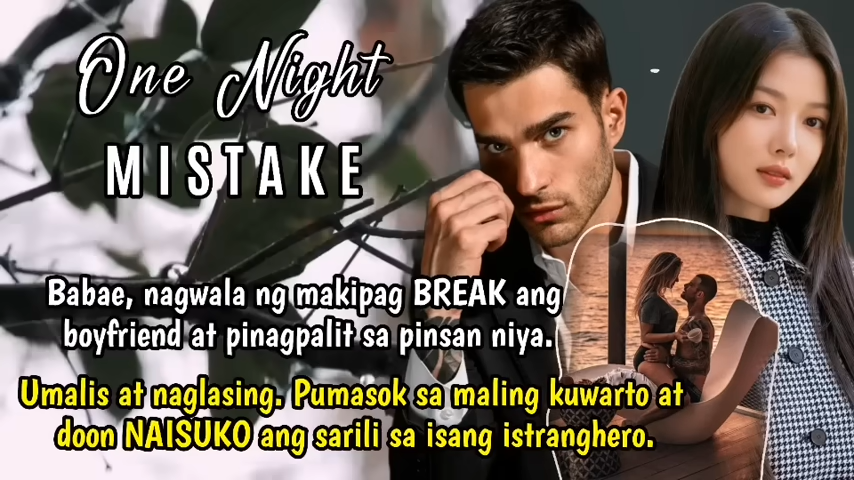 One Night
MISTAKE
Babae, nagwala ng makipag BREAK ang
boyfriend at pinagpalit sa pinsan niya.
Umalis at naglasing. Pumasok sa maling kuwarto at
doon NAISUKO ang sarili sa isang istranghero.